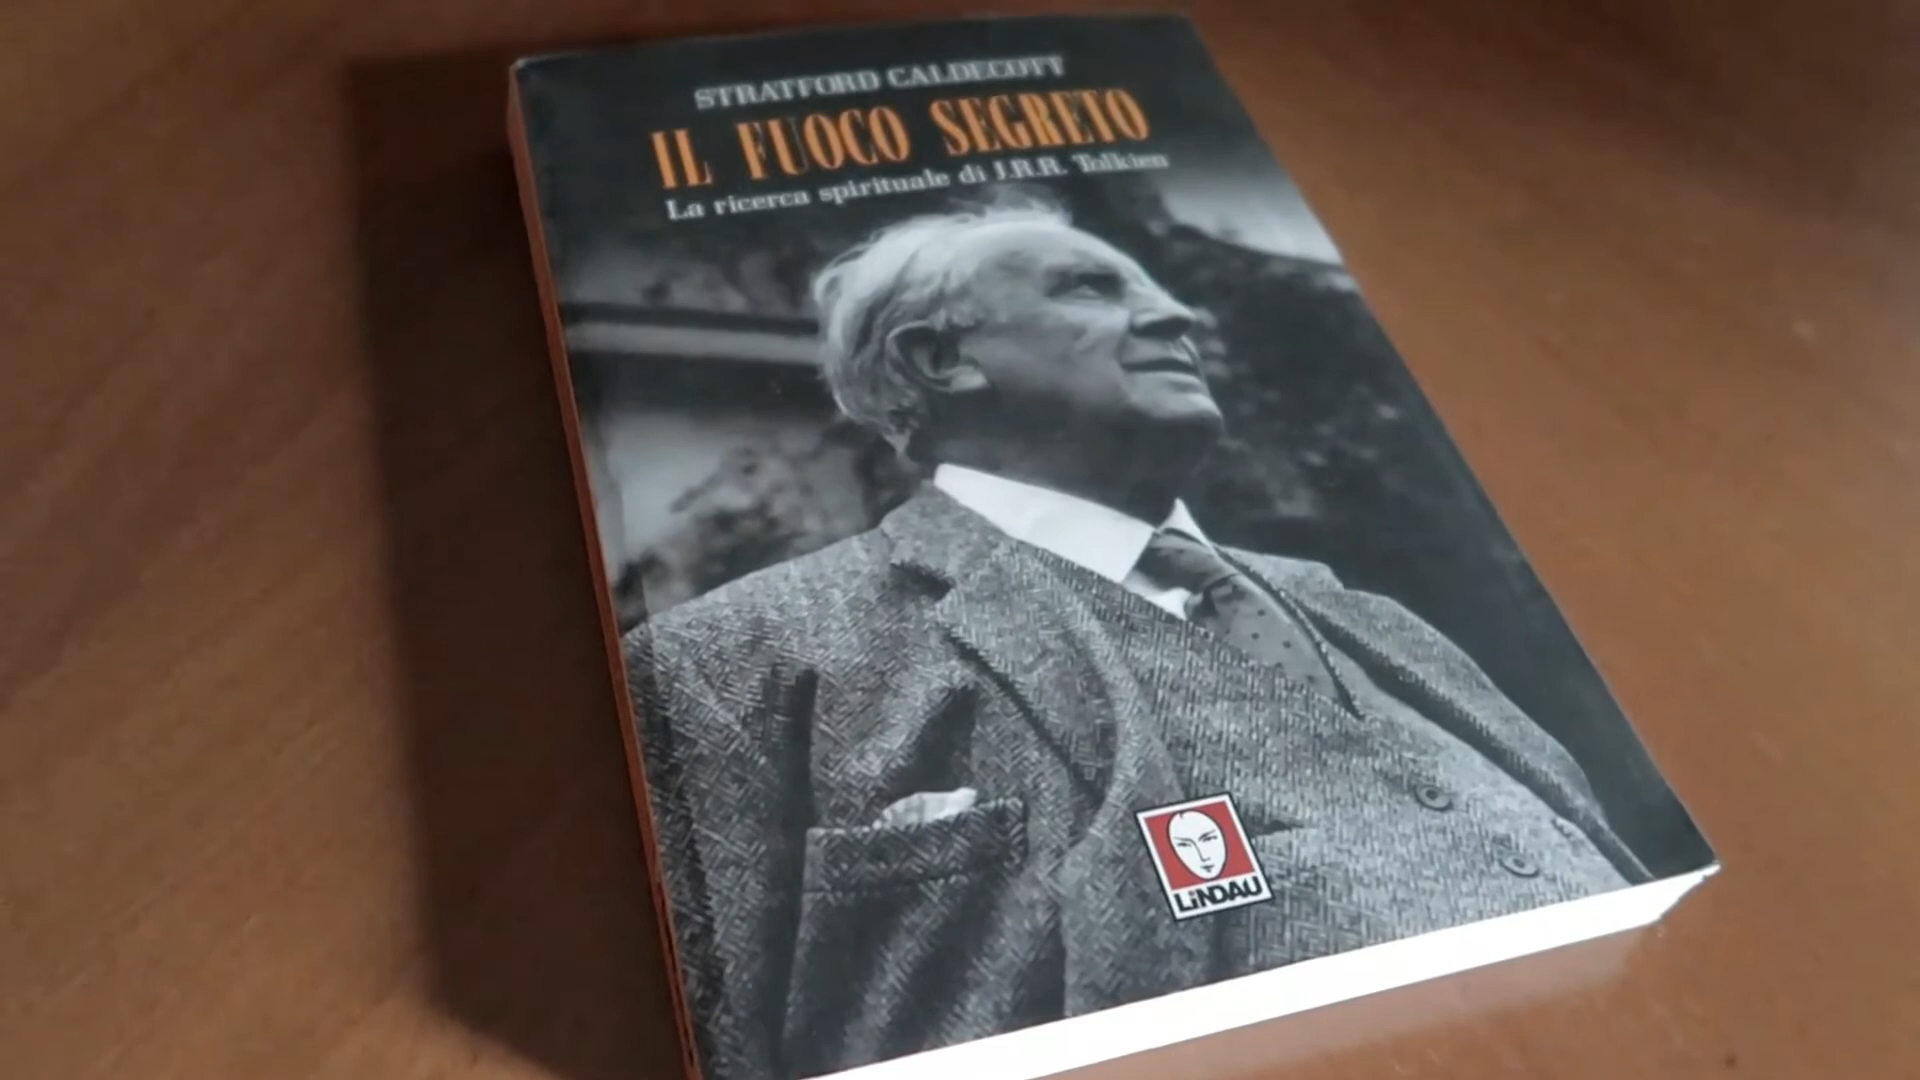 STRATFORD CALDECOTT
IL FUOCO SEGRETO
La ricerca spirituale di J.R.R. Tolkien
LiNDAU